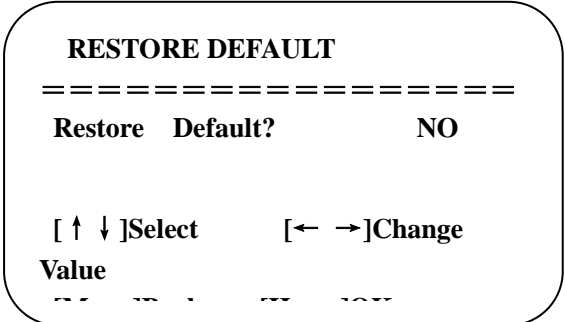 RESTORE DEFAULT
=================
Restore Default? NO
[ ↑ ↓ ]Select [← →]Change
Value